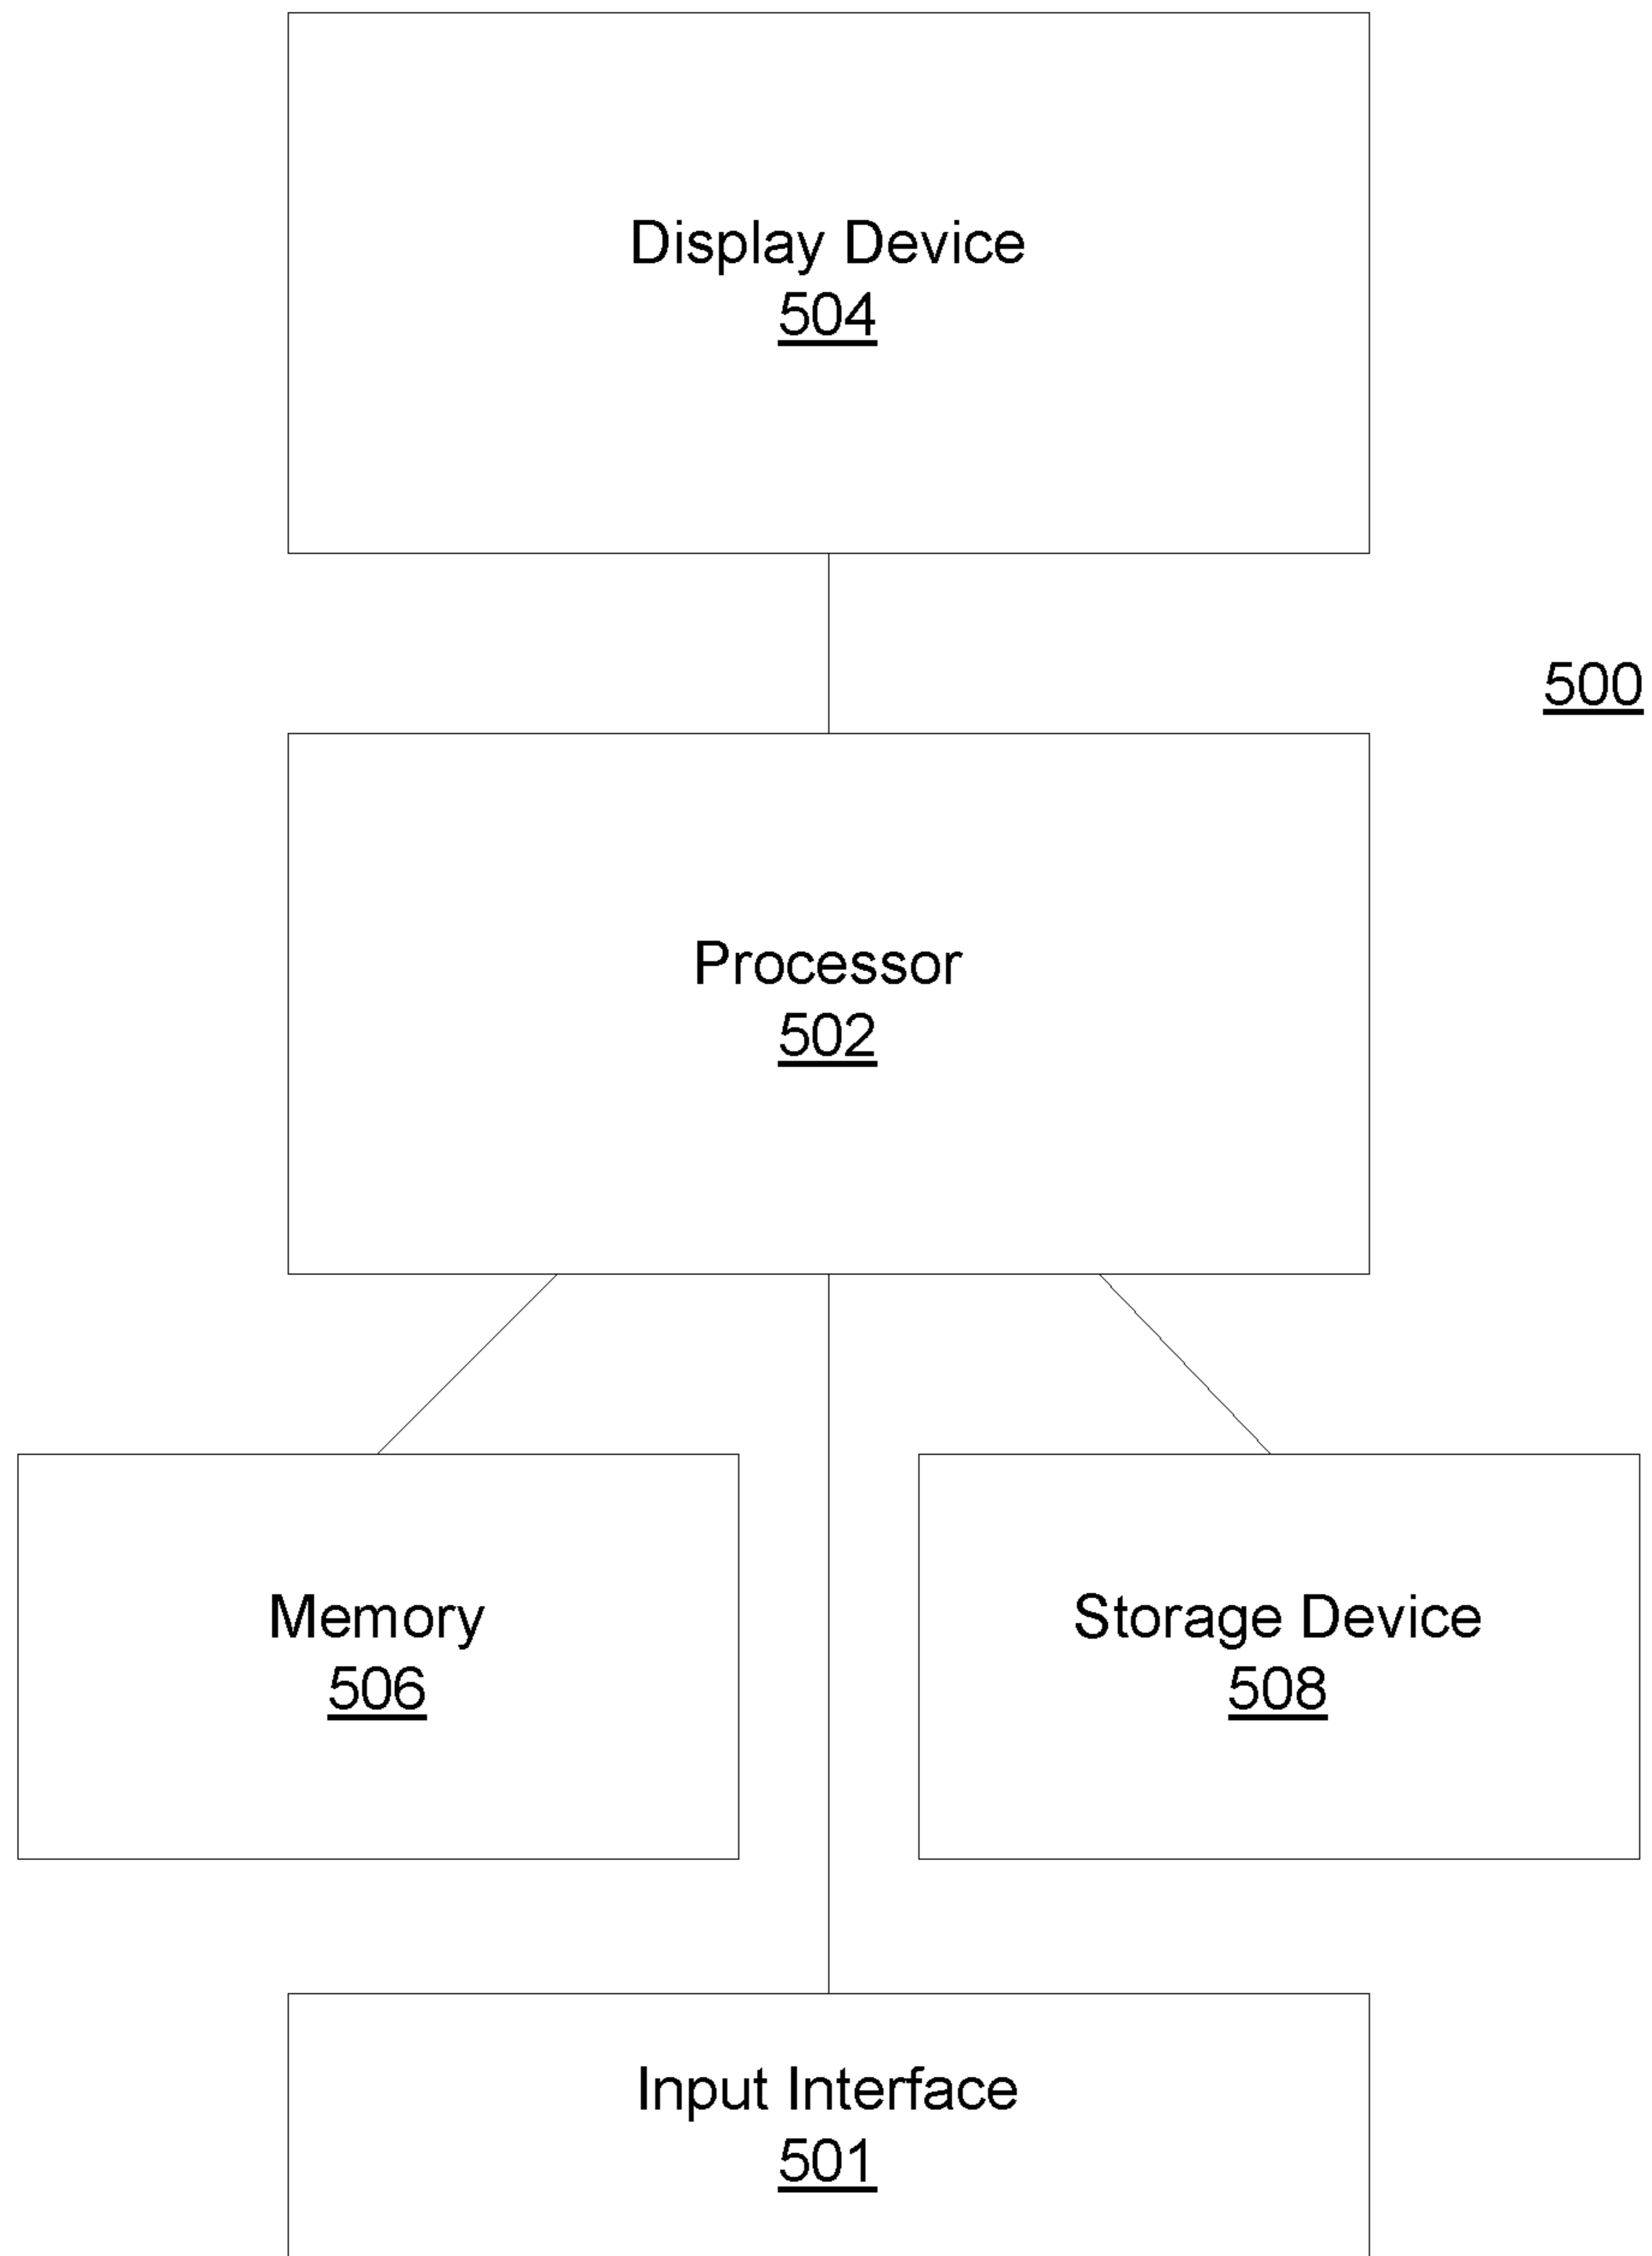 Display Device
504
500
Processor
502
Memory
506
Storage Device
508
Input Interface
501